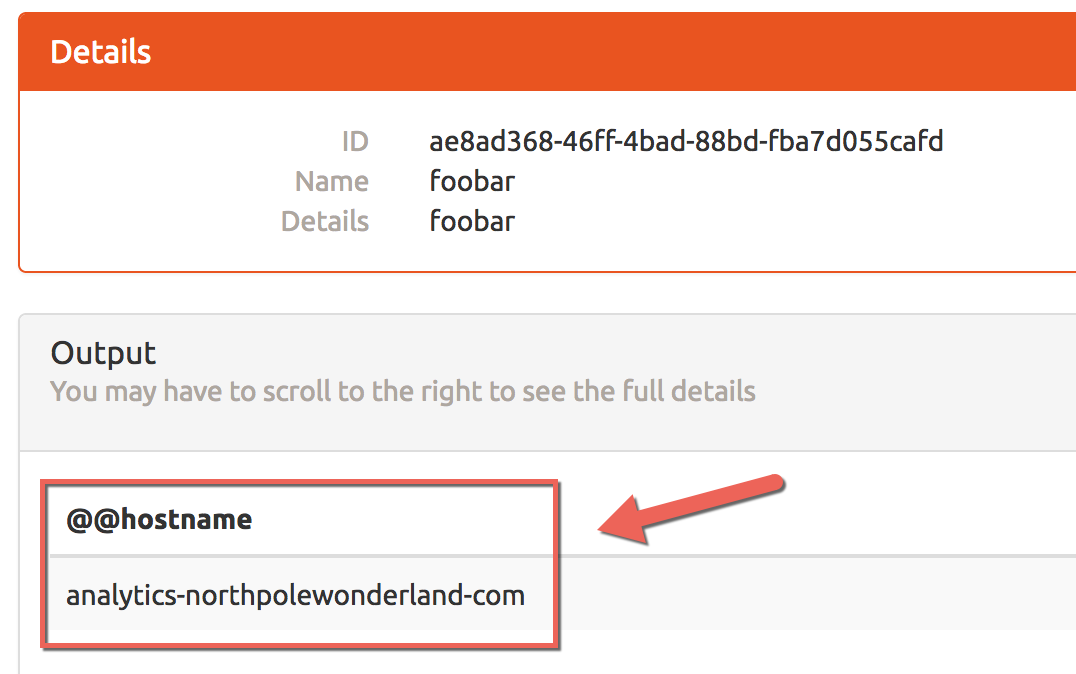 Details
ID ae8ad368-46ff-4bad-88bd-fba7d055cafd
Name foobar
Details foobar
Output
You may have to scroll to the right to see the full details
@@hostname
analytics-northpolewonderland-com